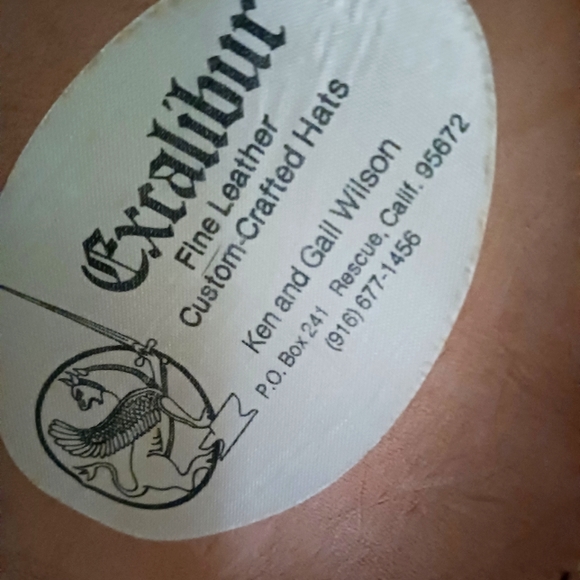 Excalibur
Fine Leather
Custom-Crafted Hats
Ken and Gail Wilson
P.O. Box 241 Rescue, Calif. 95672
(916) 677-1456